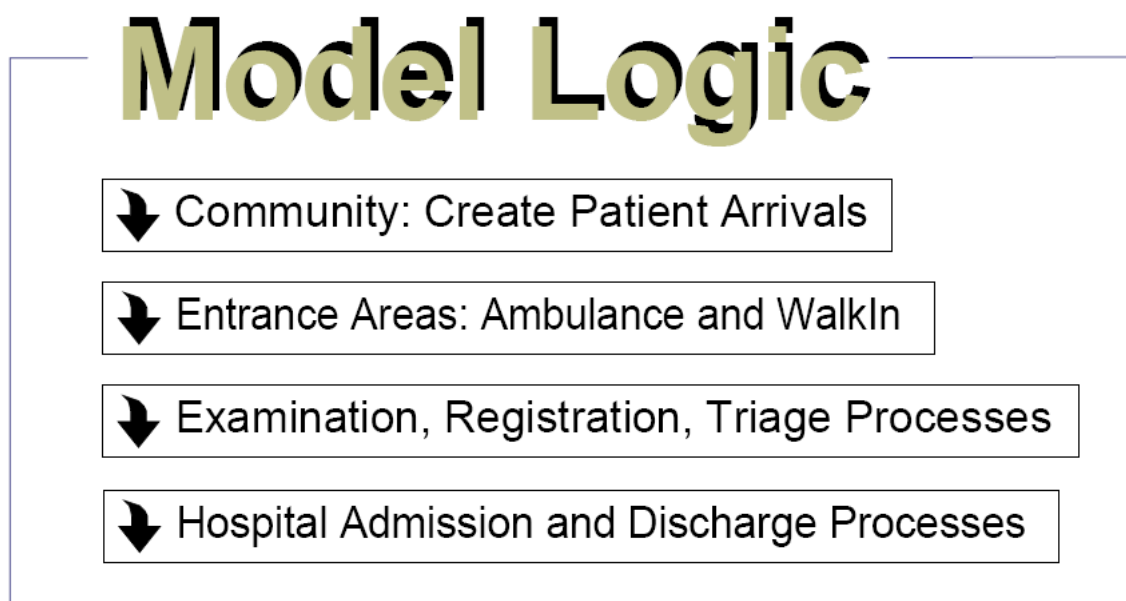 Model Logic
Community: Create Patient Arrivals
Entrance Areas: Ambulance and WalkIn
Examination, Registration, Triage Processes
Hospital Admission and Discharge Processes